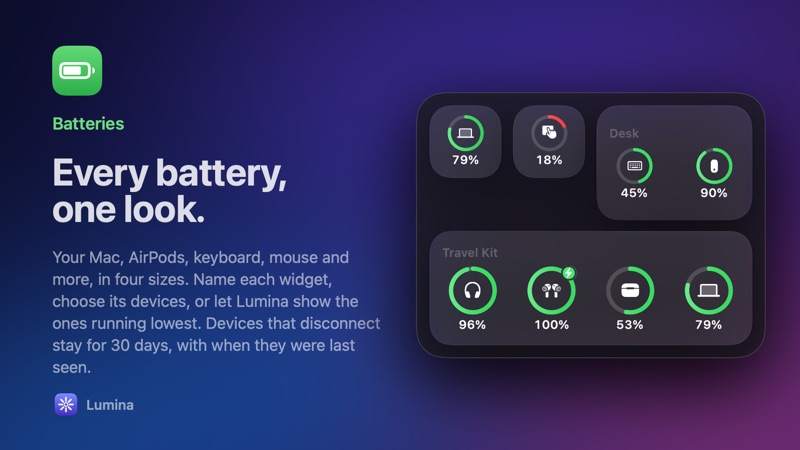 Batteries
Every battery,
one look.
Your Mac, AirPods, keyboard, mouse and
more, in four sizes. Name each widget,
choose its devices, or let Lumina show the
ones running lowest. Devices that disconnect
stay for 30 days, with when they were last
seen.
Lumina
79%
18%
Desk
45%
90%
Travel Kit
96%
100%
53%
79%